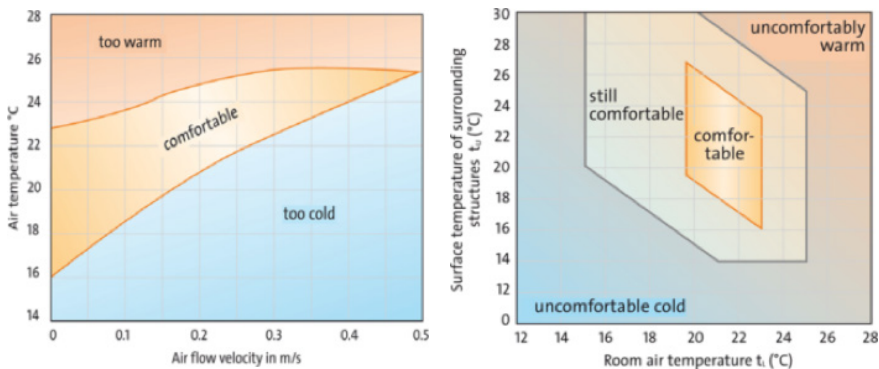 28
26
24
22
20
18
16
14
Air temperature °C
too warm
comfortable
too cold
0
0.1
0.2
0.3
0.4
0.5
Air flow velocity in m/s
30
28
26
24
22
20
18
16
14
12
0
Surface temperature of surrounding
structures tᵤ (°C)
uncomfortably
warm
still
comfortable
comfor-
table
uncomfortable cold
12
14
16
18
20
22
24
26
28
Room air temperature tʟ (°C)